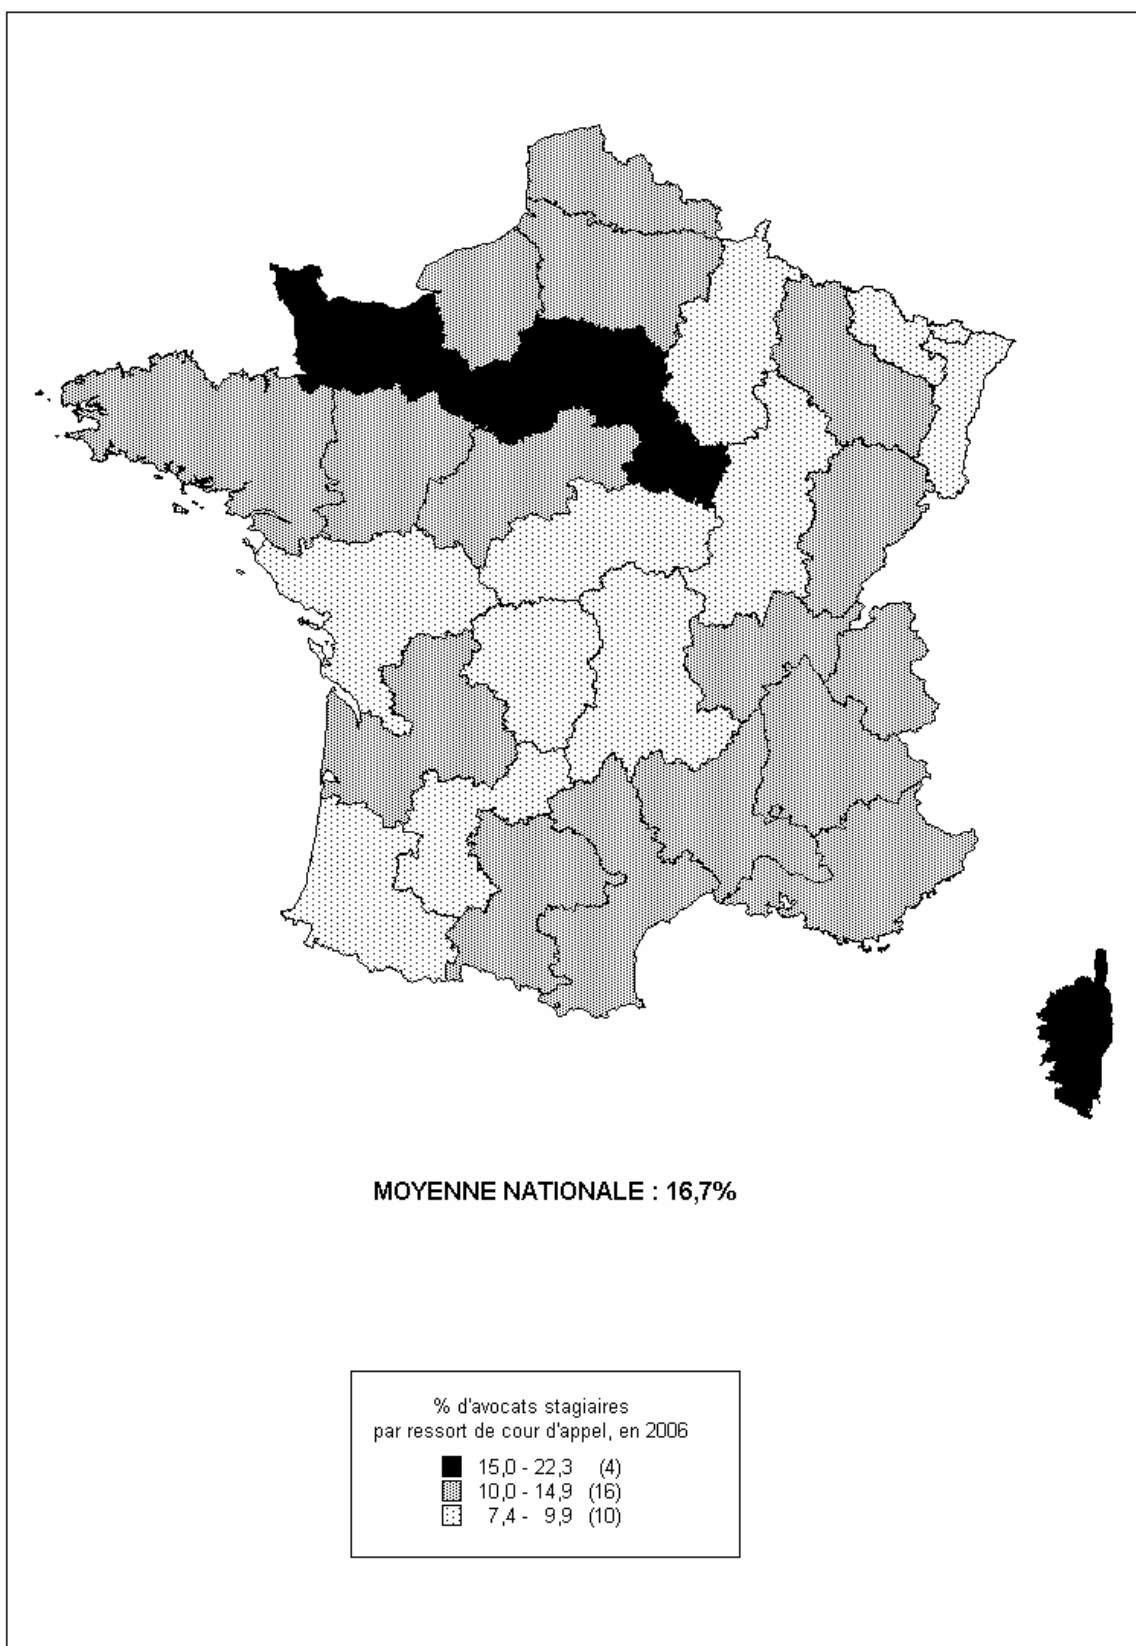 MOYENNE NATIONALE : 16,7%
% d'avocats stagiaires
par ressort de cour d'appel, en 2006
15,0 - 22,3 (4)
10,0 - 14,9 (16)
7,4 - 9,9 (10)